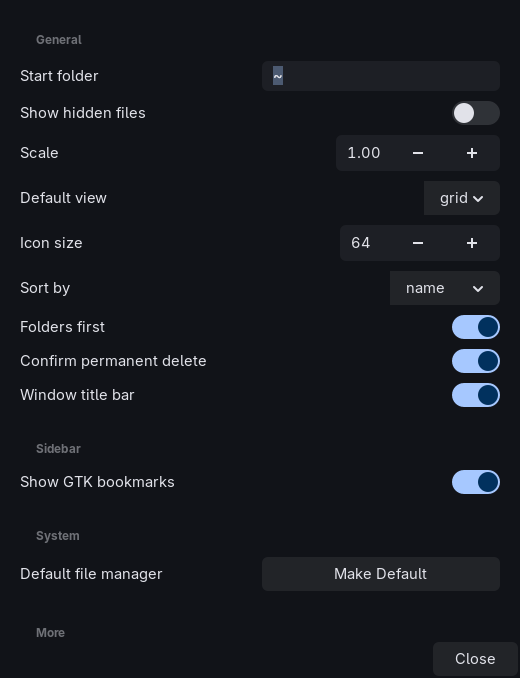 General
Start folder ~
Show hidden files
Scale 1.00 − +
Default view grid
Icon size 64 − +
Sort by name
Folders first
Confirm permanent delete
Window title bar
Sidebar
Show GTK bookmarks
System
Default file manager Make Default
More
Close